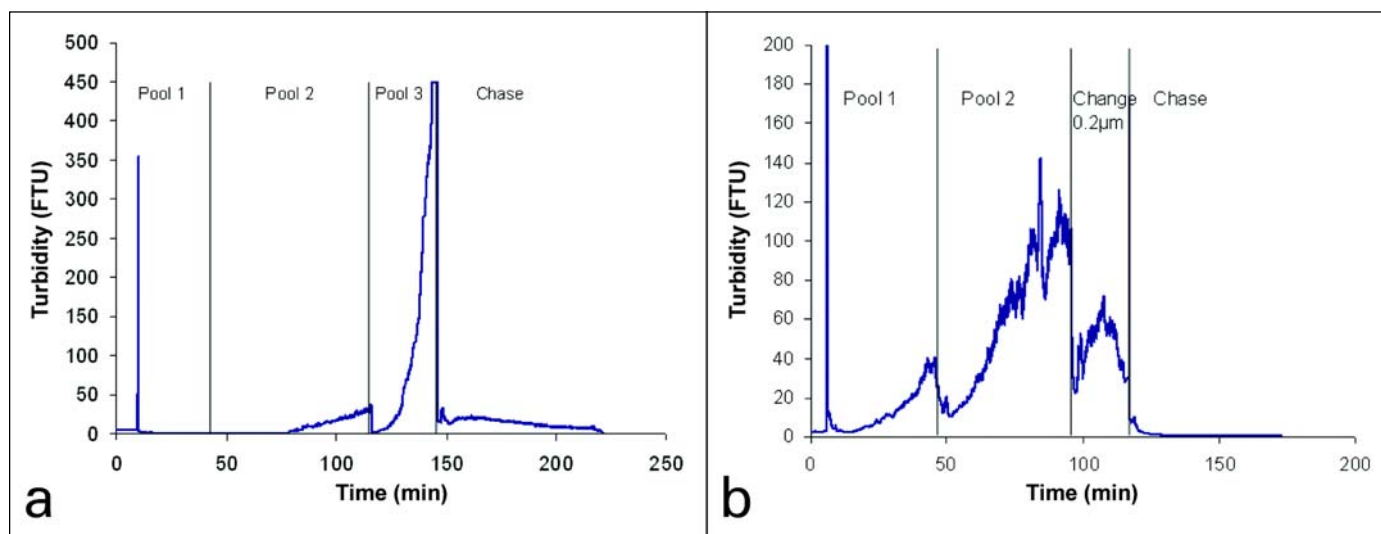 500
450
400
350
300
250
200
150
100
50
0
Turbidity (FTU)
Pool 1 Pool 2 Pool 3 Chase
0 50 100 150 200 250
Time (min)
a
200
180
160
140
120
100
80
60
40
20
0
Turbidity (FTU)
Pool 1 Pool 2 Change Chase
0.2µm
0 50 100 150 200
Time (min)
b